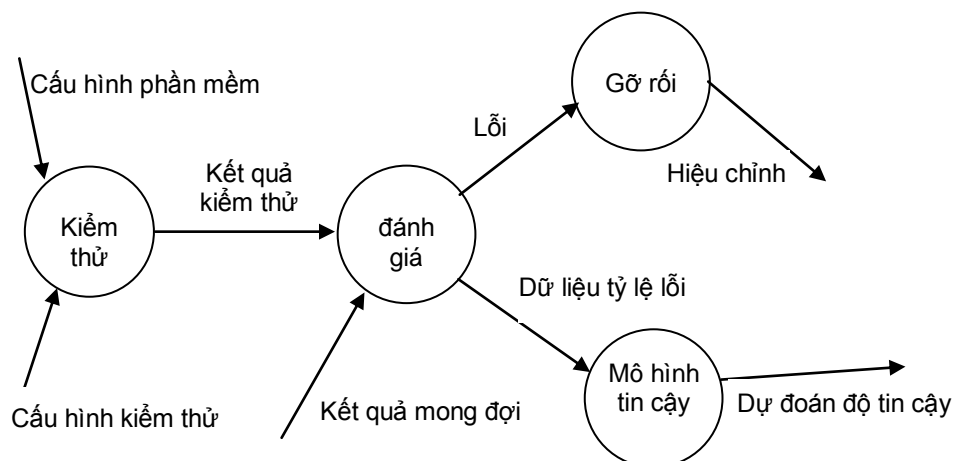 Cấu hình phần mềm
Gỡ rối
Lỗi
Hiệu chỉnh
Kết quả
kiểm thử
Kiểm
thử
đánh
giá
Dữ liệu tỷ lệ lỗi
Mô hình
tin cậy
Cấu hình kiểm thử
Kết quả mong đợi
Dự đoán độ tin cậy